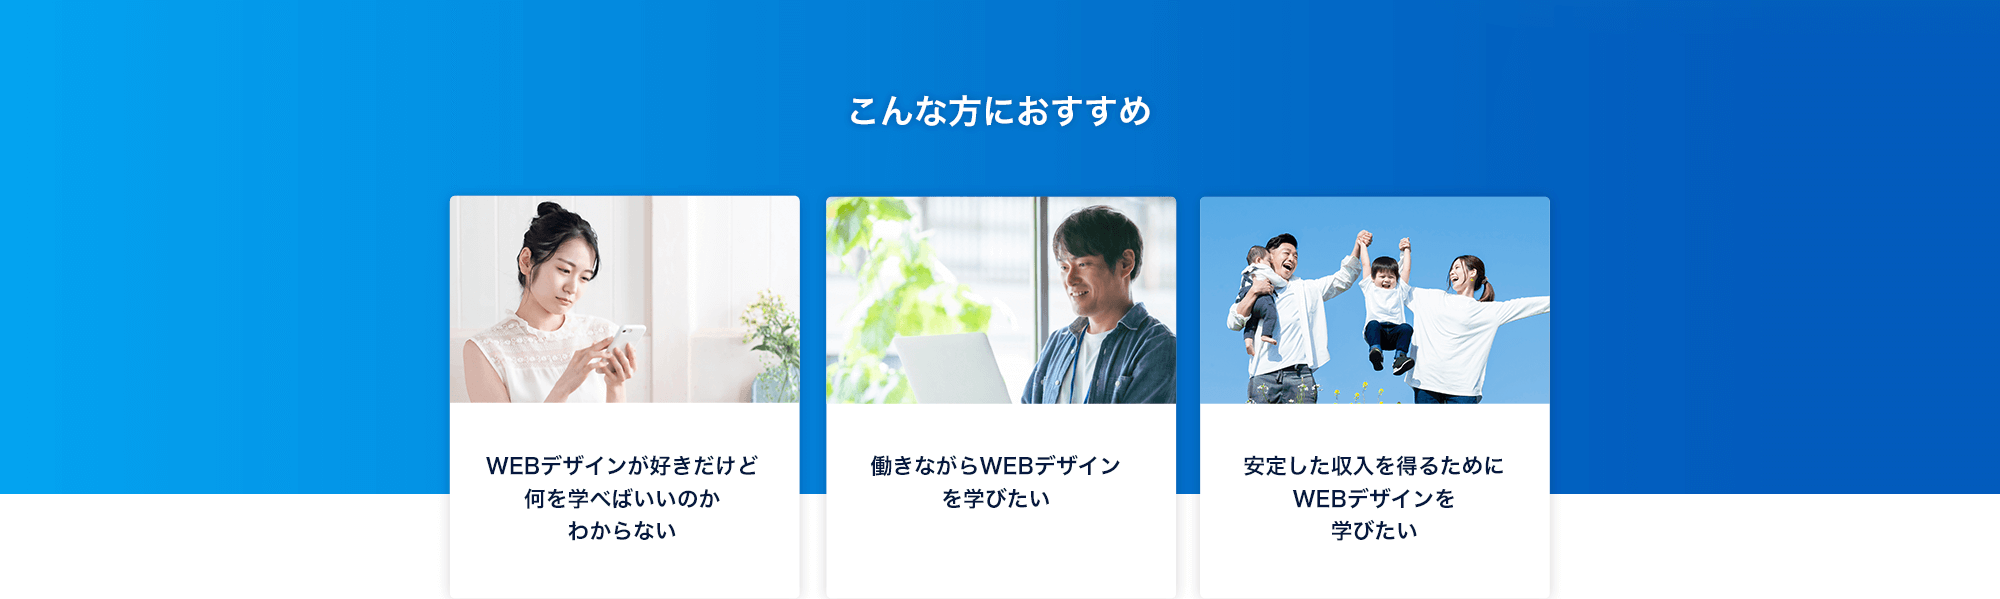 こんな方におすすめ
WEBデザインが好きだけど
何を学べばいいのか
わからない
働きながらWEBデザイン
を学びたい
安定した収入を得るために
WEBデザインを
学びたい